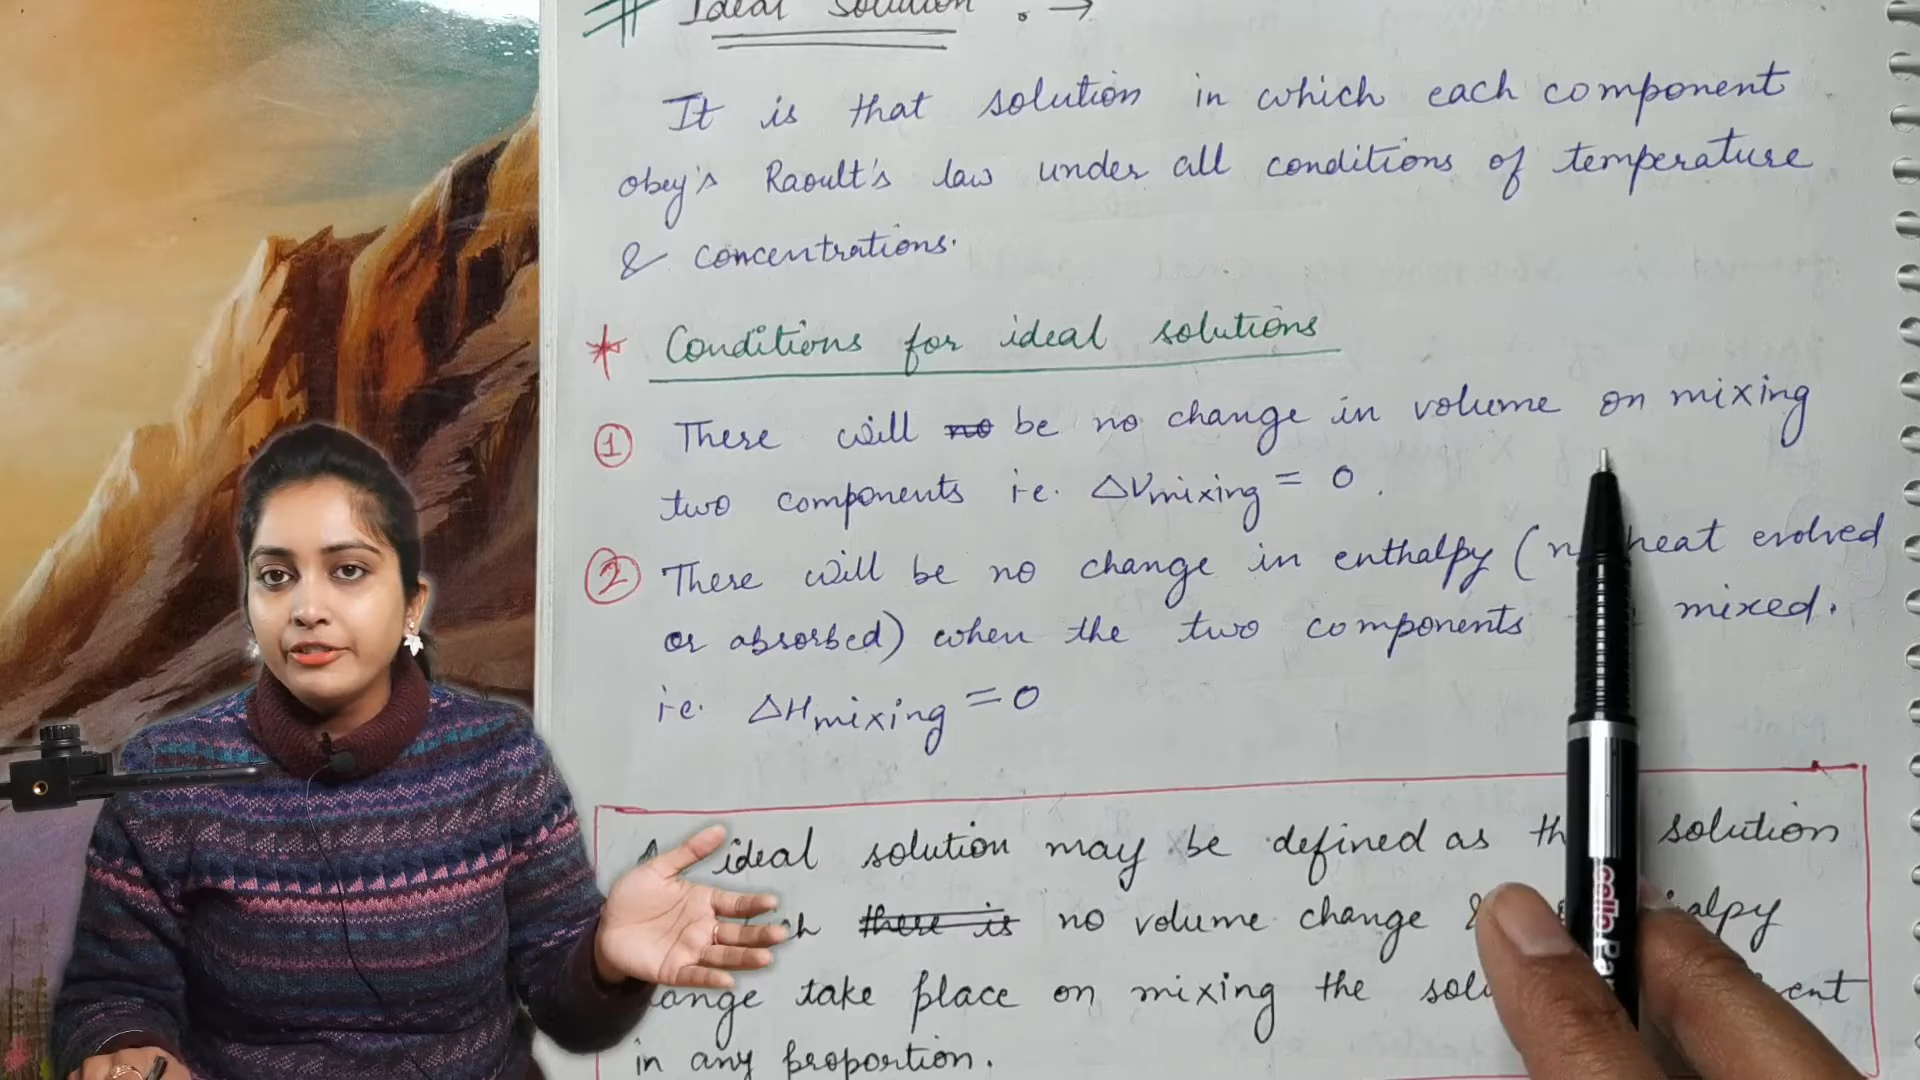 # Ideal Solution :→
It is that solution in which each component
obey's Raoult's law under all conditions of temperature
& concentrations.
* Conditions for ideal solutions
① There will no be no change in volume on mixing
two components i.e. ΔVmixing = 0.
② There will be no change in enthalpy ( heat evolved
or absorbed) when the two components mixed.
i.e. ΔHmixing = 0
ideal solution may be defined as solution
there is no volume change &
take place on mixing the
in any proportion.
cello